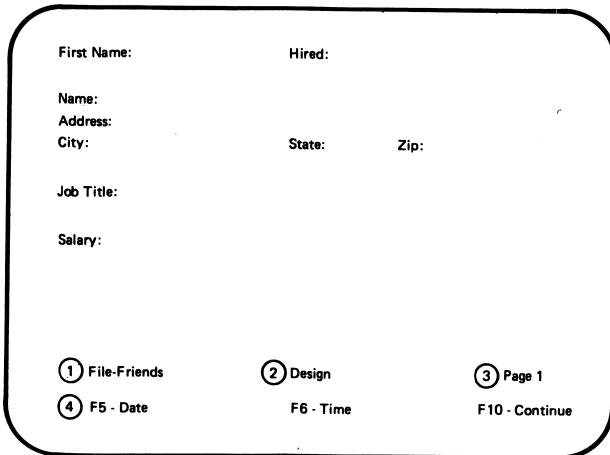 First Name: Hired:
Name:
Address:
City: State: Zip:
Job Title:
Salary:
1 File-Friends 2 Design 3 Page 1
4 F5 - Date F6 - Time F10 - Continue